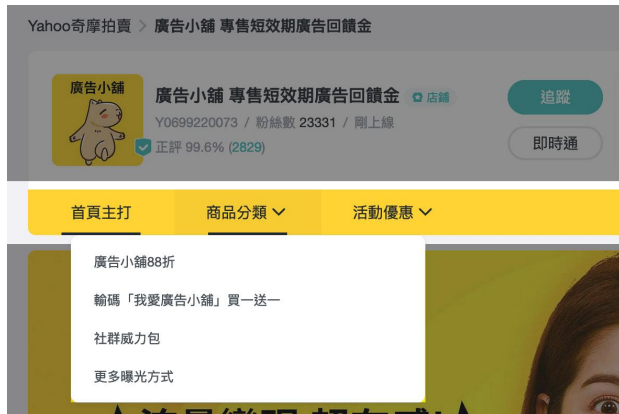 Yahoo奇摩拍賣 > 廣告小舖 專售短效期廣告回饋金
廣告小舖
廣告小舖 專售短效期廣告回饋金 店鋪
追蹤
Y0699220073 / 粉絲數 23331 / 剛上線
正評 99.6% (2829)
即時通
首頁主打 商品分類 活動優惠
廣告小舖88折
輸碼「我愛廣告小舖」買一送一
社群威力包
更多曝光方式